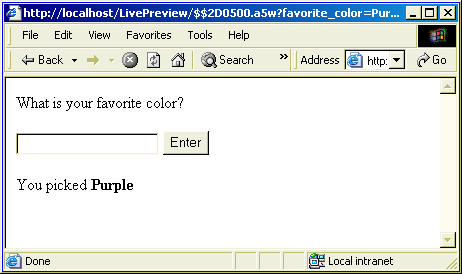 http://localhost/LivePreview/$$2D0500.a5w?favorite_color=Pur...
File Edit View Favorites Tools Help
Back Search » Address http: Go
What is your favorite color?
Enter
You picked Purple
Done Local intranet